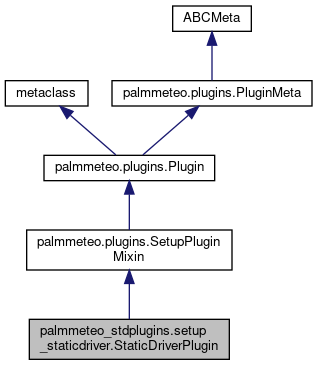 ABCMeta
metaclass
palmmeteo.plugins.PluginMeta
palmmeteo.plugins.Plugin
palmmeteo.plugins.SetupPlugin
Mixin
palmmeteo_stdplugins.setup
_staticdriver.StaticDriverPlugin